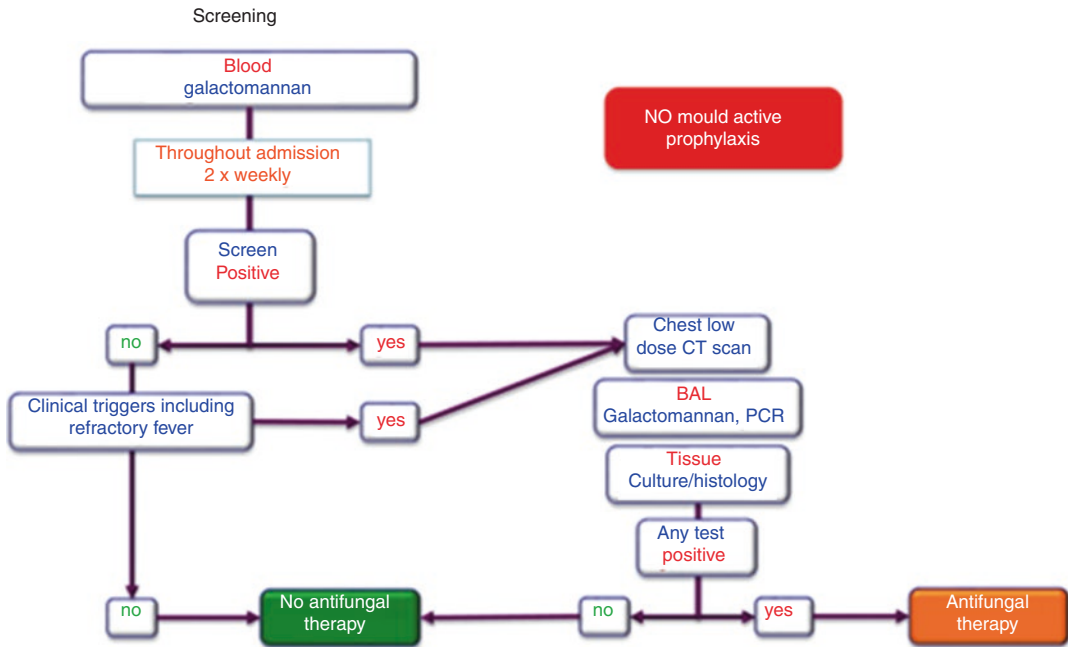 Screening
Blood
galactomannan
NO mould active
prophylaxis
Throughout admission
2 x weekly
Screen
Positive
no
yes
Chest low
dose CT scan
BAL
Galactomannan, PCR
Clinical triggers including
refractory fever
yes
Tissue
Culture/histology
Any test
positive
no
No antifungal
therapy
no
yes
Antifungal
therapy